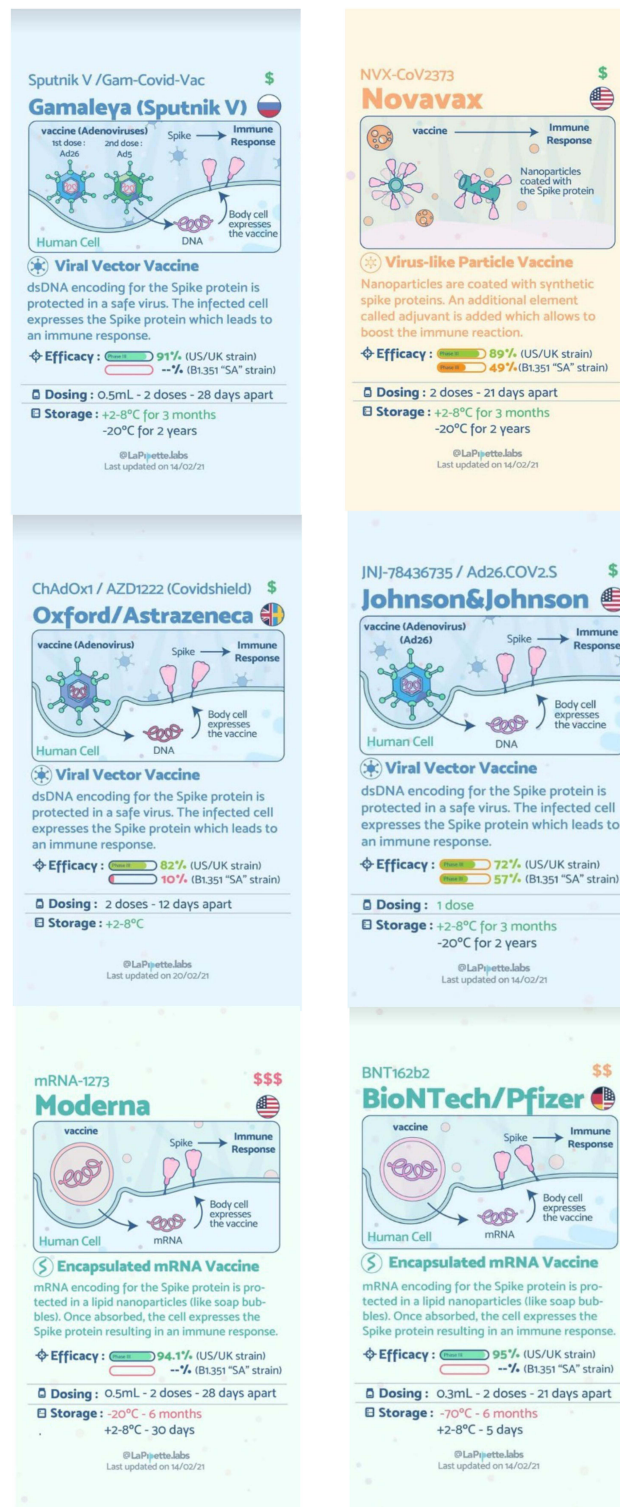 Sputnik V /Gam-Covid-Vac $
Gamaleya (Sputnik V)
vaccine (Adenoviruses)
1st dose :
Ad26
2nd dose :
Ad5
Spike
Immune
Response
Body cell
expresses
the vaccine
DNA
Human Cell
Viral Vector Vaccine
dsDNA encoding for the Spike protein is
protected in a safe virus. The infected cell
expresses the Spike protein which leads to
an immune response.
Efficacy : Phase III 91% (US/UK strain)
--% (B1.351 “SA” strain)
Dosing : 0.5mL - 2 doses - 28 days apart
Storage : +2-8°C for 3 months
-20°C for 2 years
@LaPipette.labs
Last updated on 14/02/21
NVX-CoV2373 $
Novavax
vaccine
Immune
Response
Nanoparticles
coated with
the Spike protein
Virus-like Particle Vaccine
Nanoparticles are coated with synthetic
spike proteins. An additional element
called adjuvant is added which allows to
boost the immune reaction.
Efficacy : Phase III 89% (US/UK strain)
Phase III 49% (B1.351 “SA” strain)
Dosing : 2 doses - 21 days apart
Storage : +2-8°C for 3 months
-20°C for 2 years
@LaPipette.labs
Last updated on 14/02/21
ChAdOx1 / AZD1222 (Covidshield) $
Oxford/Astrazeneca
vaccine (Adenovirus)
Spike
Immune
Response
Body cell
expresses
the vaccine
DNA
Human Cell
Viral Vector Vaccine
dsDNA encoding for the Spike protein is
protected in a safe virus. The infected cell
expresses the Spike protein which leads to
an immune response.
Efficacy : Phase III 82% (US/UK strain)
10% (B1.351 “SA” strain)
Dosing : 2 doses - 12 days apart
Storage : +2-8°C
@LaPipette.labs
Last updated on 20/02/21
JNJ-78436735 / Ad26.COV2.S $
Johnson&Johnson
vaccine (Adenovirus)
(Ad26)
Spike
Immune
Response
Body cell
expresses
the vaccine
DNA
Human Cell
Viral Vector Vaccine
dsDNA encoding for the Spike protein is
protected in a safe virus. The infected cell
expresses the Spike protein which leads to
an immune response.
Efficacy : Phase III 72% (US/UK strain)
Phase III 57% (B1.351 “SA” strain)
Dosing : 1 dose
Storage : +2-8°C for 3 months
-20°C for 2 years
@LaPipette.labs
Last updated on 14/02/21
mRNA-1273 $$$
Moderna
vaccine
Spike
Immune
Response
Body cell
expresses
the vaccine
mRNA
Human Cell
Encapsulated mRNA Vaccine
mRNA encoding for the Spike protein is pro-
tected in a lipid nanoparticles (like soap bub-
bles). Once absorbed, the cell expresses the
Spike protein resulting in an immune response.
Efficacy : Phase III 94.1% (US/UK strain)
--% (B1.351 “SA” strain)
Dosing : 0.5mL - 2 doses - 28 days apart
Storage : -20°C - 6 months
+2-8°C - 30 days
@LaPipette.labs
Last updated on 14/02/21
BNT162b2 $$
BioNTech/Pfizer
vaccine
Spike
Immune
Response
Body cell
expresses
the vaccine
mRNA
Human Cell
Encapsulated mRNA Vaccine
mRNA encoding for the Spike protein is pro-
tected in a lipid nanoparticles (like soap bub-
bles). Once absorbed, the cell expresses the
Spike protein resulting in an immune response.
Efficacy : Phase III 95% (US/UK strain)
--% (B1.351 “SA” strain)
Dosing : 0.3mL - 2 doses - 21 days apart
Storage : -70°C - 6 months
+2-8°C - 5 days
@LaPipette.labs
Last updated on 14/02/21